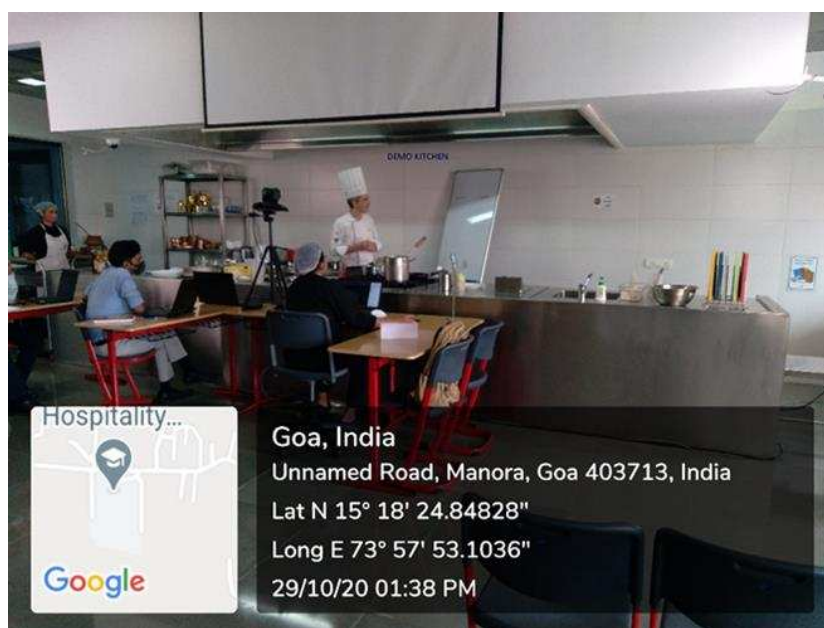 DEMO KITCHEN
Hospitality...
Google
Goa, India
Unnamed Road, Manora, Goa 403713, India
Lat N 15° 18' 24.84828"
Long E 73° 57' 53.1036"
29/10/20 01:38 PM